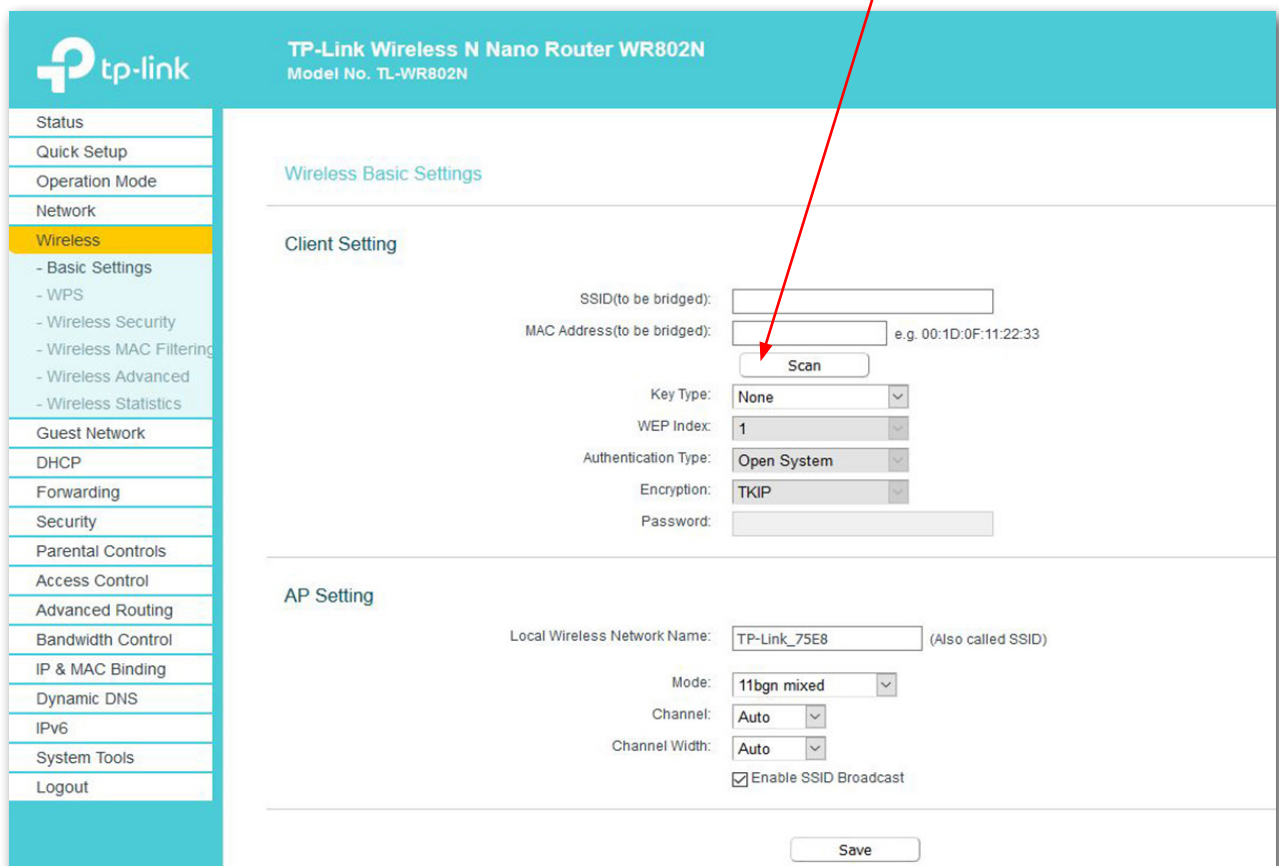 tp-link
TP-Link Wireless N Nano Router WR802N
Model No. TL-WR802N
Status
Quick Setup
Operation Mode
Network
Wireless
- Basic Settings
- WPS
- Wireless Security
- Wireless MAC Filtering
- Wireless Advanced
- Wireless Statistics
Guest Network
DHCP
Forwarding
Security
Parental Controls
Access Control
Advanced Routing
Bandwidth Control
IP & MAC Binding
Dynamic DNS
IPv6
System Tools
Logout
Wireless Basic Settings
Client Setting
SSID(to be bridged):
MAC Address(to be bridged): e.g. 00:1D:0F:11:22:33
Scan
Key Type: None
WEP Index: 1
Authentication Type: Open System
Encryption: TKIP
Password:
AP Setting
Local Wireless Network Name: TP-Link_75E8 (Also called SSID)
Mode: 11bgn mixed
Channel: Auto
Channel Width: Auto
Enable SSID Broadcast
Save